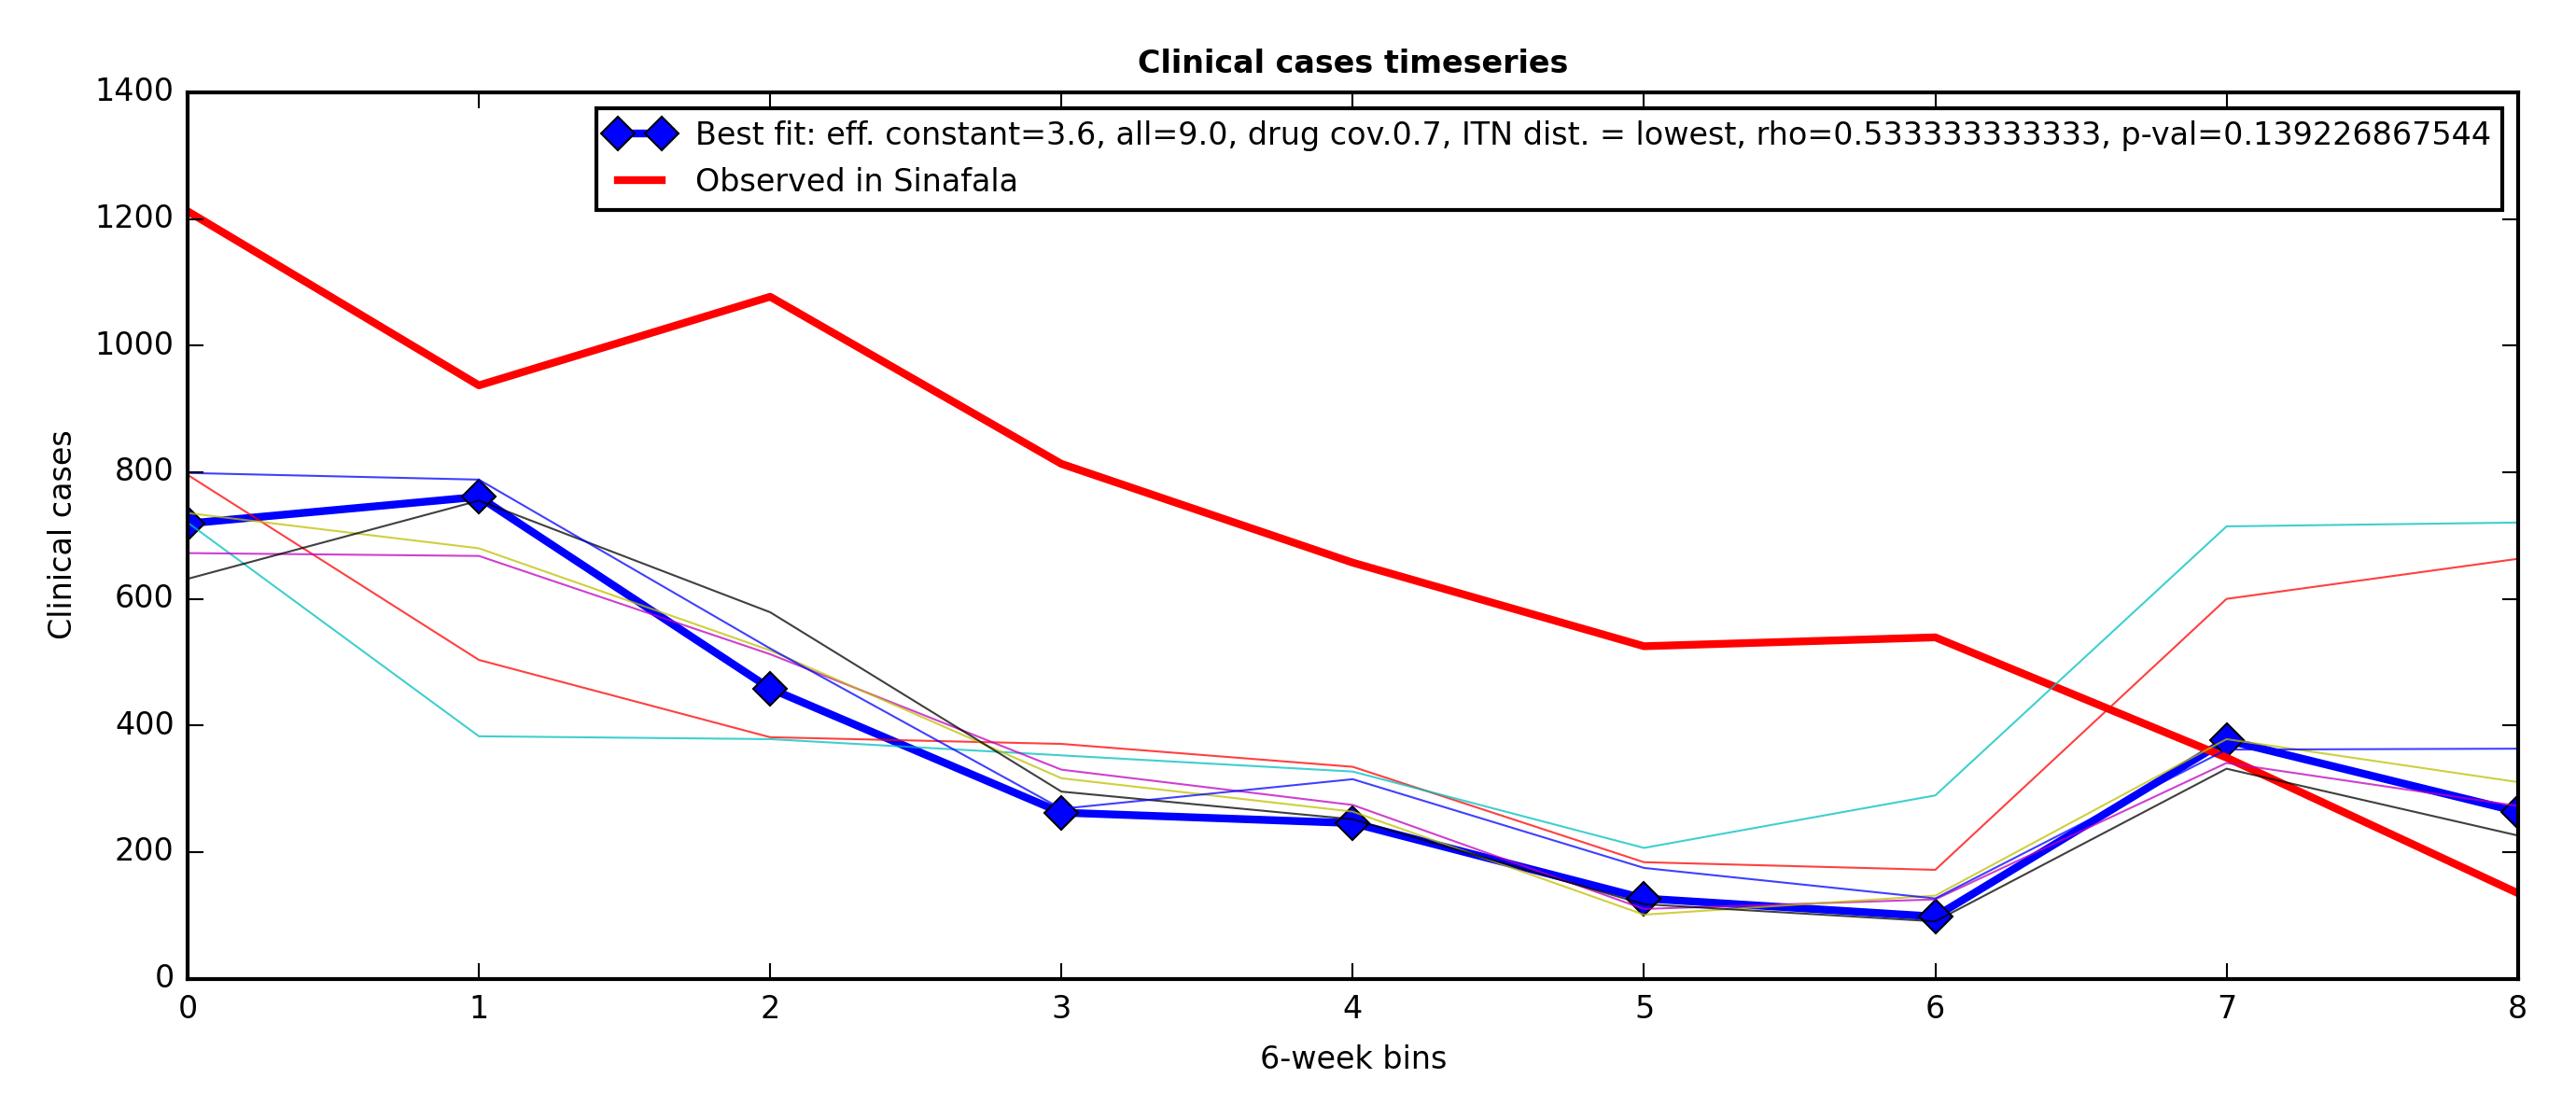 Clinical cases timeseries
1400
1200
1000
800
600
400
200
0
Clinical cases
Best fit: eff. constant=3.6, all=9.0, drug cov.0.7, ITN dist. = lowest, rho=0.533333333333, p-val=0.139226867544
Observed in Sinafala
0 1 2 3 4 5 6 7 8
6-week bins